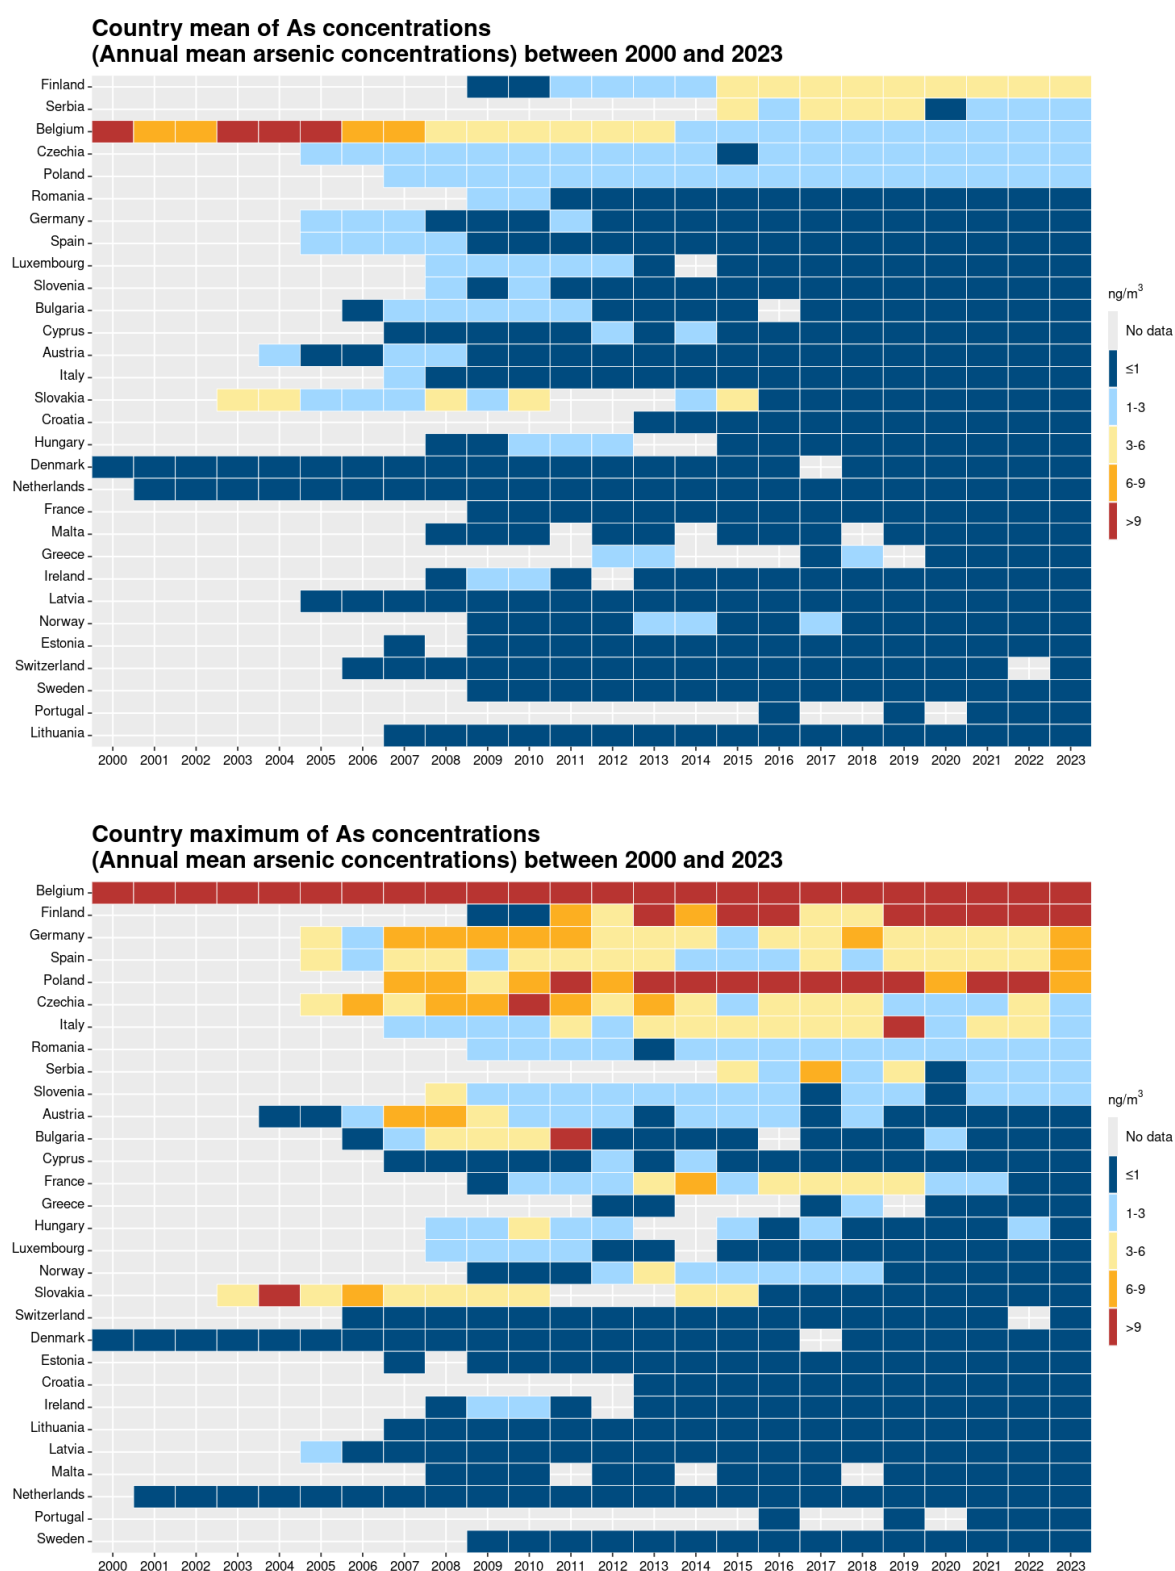 Country mean of As concentrations
(Annual mean arsenic concentrations) between 2000 and 2023
Finland
Serbia
Belgium
Czechia
Poland
Romania
Germany
Spain
Luxembourg
Slovenia
Bulgaria
Cyprus
Austria
Italy
Slovakia
Croatia
Hungary
Denmark
Netherlands
France
Malta
Greece
Ireland
Latvia
Norway
Estonia
Switzerland
Sweden
Portugal
Lithuania
2000 2001 2002 2003 2004 2005 2006 2007 2008 2009 2010 2011 2012 2013 2014 2015 2016 2017 2018 2019 2020 2021 2022 2023
ng/m³
No data
≤1
1-3
3-6
6-9
>9
Country maximum of As concentrations
(Annual mean arsenic concentrations) between 2000 and 2023
Belgium
Finland
Germany
Spain
Poland
Czechia
Italy
Romania
Serbia
Slovenia
Austria
Bulgaria
Cyprus
France
Greece
Hungary
Luxembourg
Norway
Slovakia
Switzerland
Denmark
Estonia
Croatia
Ireland
Lithuania
Latvia
Malta
Netherlands
Portugal
Sweden
2000 2001 2002 2003 2004 2005 2006 2007 2008 2009 2010 2011 2012 2013 2014 2015 2016 2017 2018 2019 2020 2021 2022 2023
ng/m³
No data
≤1
1-3
3-6
6-9
>9